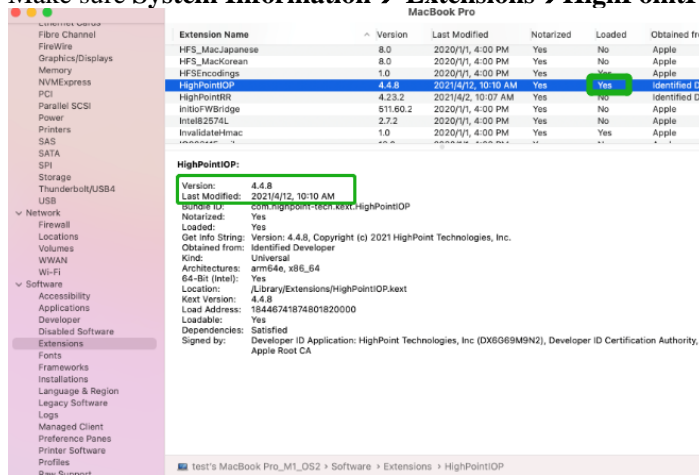 Make sure System Information → Extensions → HighPoint
MacBook Pro
Ethernet Cards
Fibre Channel
FireWire
Graphics/Displays
Memory
NVMExpress
PCI
Parallel SCSI
Power
Printers
SAS
SATA
SPI
Storage
Thunderbolt/USB4
USB
Network
Firewall
Locations
Volumes
WWAN
Wi-Fi
Software
Accessibility
Applications
Developer
Disabled Software
Extensions
Fonts
Frameworks
Installations
Language & Region
Legacy Software
Logs
Managed Client
Preference Panes
Printer Software
Profiles
Raw Support
Extension Name Version Last Modified Notarized Loaded Obtained fr
HFS_MacJapanese 8.0 2020/1/1, 4:00 PM Yes No Apple
HFS_MacKorean 8.0 2020/1/1, 4:00 PM Yes No Apple
HFSEncodings 1.0 2020/1/1, 4:00 PM Yes Yes Apple
HighPointIOP 4.4.8 2021/4/12, 10:10 AM Yes Yes Identified D
HighPointRR 4.23.2 2021/4/2, 10:07 AM Yes No Identified D
initioFWBridge 511.60.2 2020/1/1, 4:00 PM Yes No Apple
Intel82574L 2.7.2 2020/1/1, 4:00 PM Yes No Apple
InvalidateHmac 1.0 2020/1/1, 4:00 PM Yes Yes Apple
HighPointIOP:
Version: 4.4.8
Last Modified: 2021/4/12, 10:10 AM
Bundle ID: com.highpoint-tech.kext.HighPointIOP
Notarized: Yes
Loaded: Yes
Get Info String: Version: 4.4.8, Copyright (c) 2021 HighPoint Technologies, Inc.
Obtained from: Identified Developer
Kind: Universal
Architectures: arm64e, x86_64
64-Bit (Intel): Yes
Location: /Library/Extensions/HighPointIOP.kext
Kext Version: 4.4.8
Load Address: 18446741874801820000
Loadable: Yes
Dependencies: Satisfied
Signed by: Developer ID Application: HighPoint Technologies, Inc (DX6G69M9N2), Developer ID Certification Authority,
Apple Root CA
test's MacBook Pro_M1_OS2 › Software › Extensions › HighPointIOP